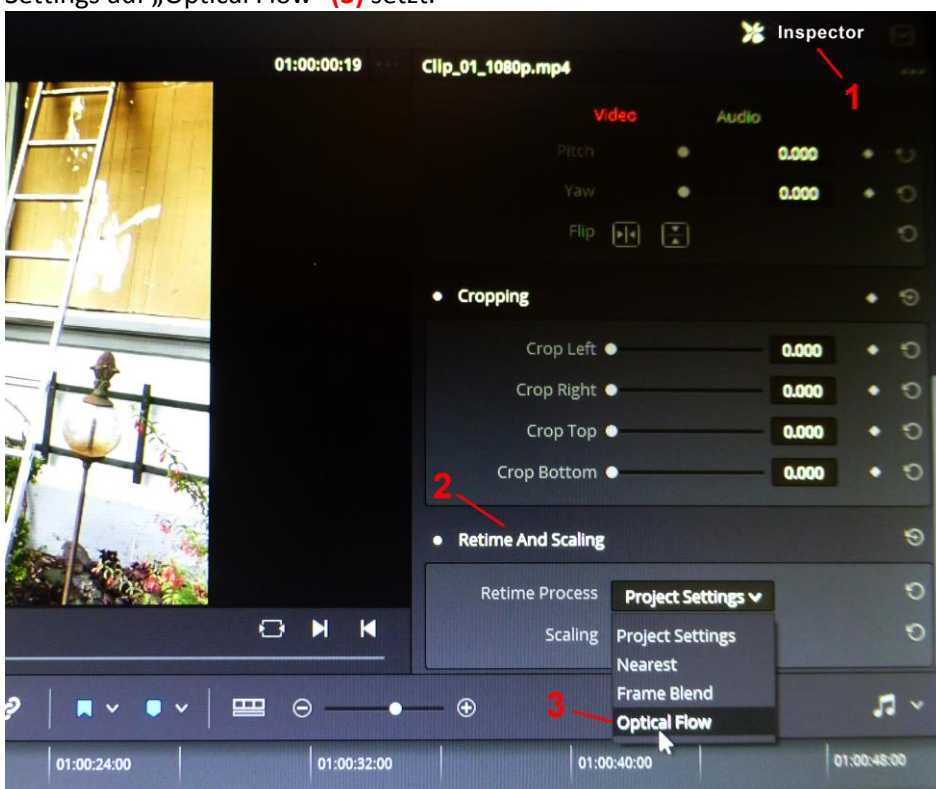 Settings auf „Optical Flow“ (3) setzt.
Inspector
1
01:00:00:19 ··· Clip_01_1080p.mp4 ···
Video Audio
Pitch 0.000
Yaw 0.000
Flip
Cropping
Crop Left 0.000
Crop Right 0.000
Crop Top 0.000
Crop Bottom 0.000
2
Retime And Scaling
Retime Process Project Settings
Scaling Project Settings
Nearest
Frame Blend
3 Optical Flow
01:00:24:00 01:00:32:00 01:00:40:00 01:00:48:00